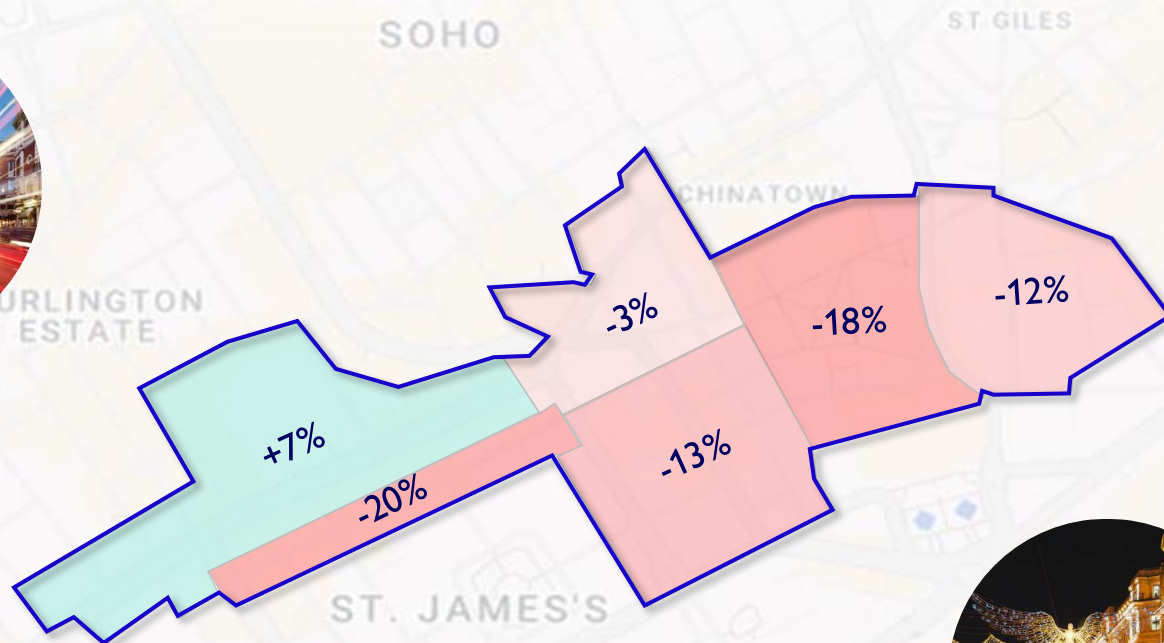 SOHO
ST. GILES
CHINATOWN
-12%
URLINGTON
ESTATE
-3%
-18%
+7%
-13%
-20%
ST. JAMES'S